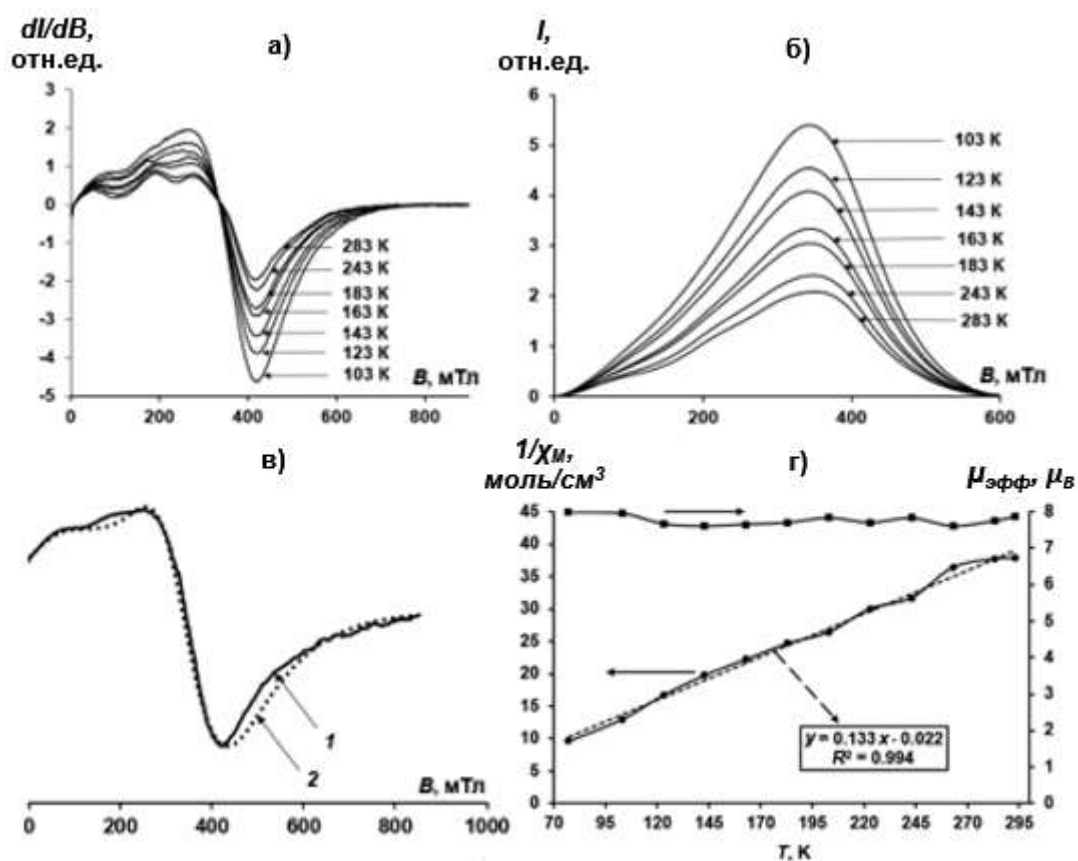 dI/dB,
отн.ед.
а)
3
2
1
0
-1
-2
-3
-4
-5
283 К
243 К
183 К
163 К
143 К
123 К
103 К
B, мТл
0 200 400 600 800
I,
отн.ед.
б)
6
5
4
3
2
1
0
103 К
123 К
143 К
163 К
183 К
243 К
283 К
B, мТл
0 200 400 600
в)
1
2
B, мТл
0 200 400 600 800 1000
1/χM,
моль/см³
г)
μэфф, μB
45
40
35
30
25
20
15
10
5
0
8
7
6
5
4
3
2
1
0
y = 0.133 x - 0,022
R² = 0.994
70 95 120 145 170 195 220 245 270 295
T, К